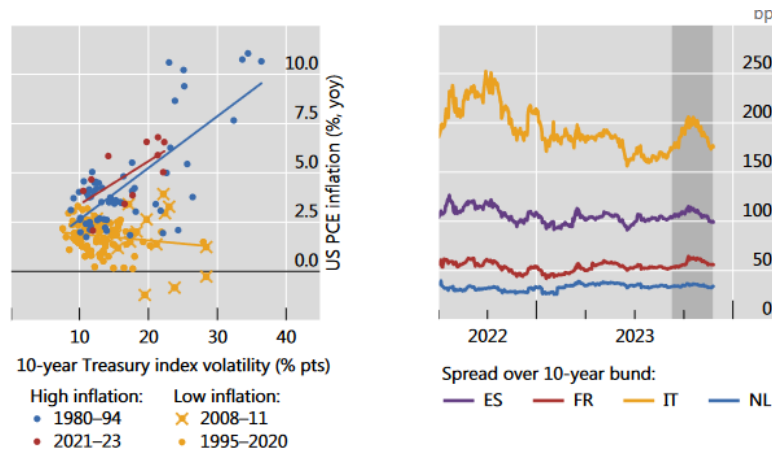 10.0
7.5
5.0
2.5
0.0
US PCE inflation (%, yoy)
10 20 30 40
10-year Treasury index volatility (% pts)
High inflation: Low inflation:
1980–94 2008–11
2021–23 1995–2020
bp
250
200
150
100
50
0
2022 2023
Spread over 10-year bund:
ES FR IT NL